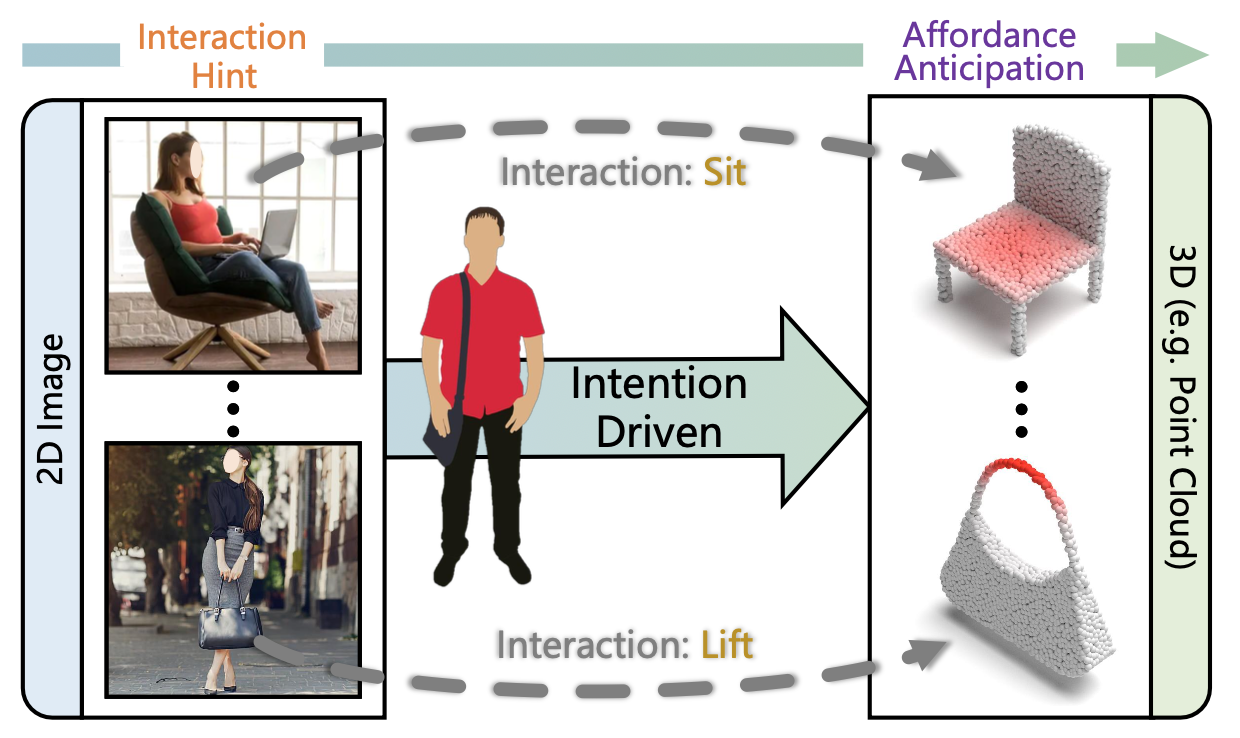 Interaction
Hint
Affordance
Anticipation
2D Image
Interaction: Sit
Intention
Driven
Interaction: Lift
3D (e.g. Point Cloud)